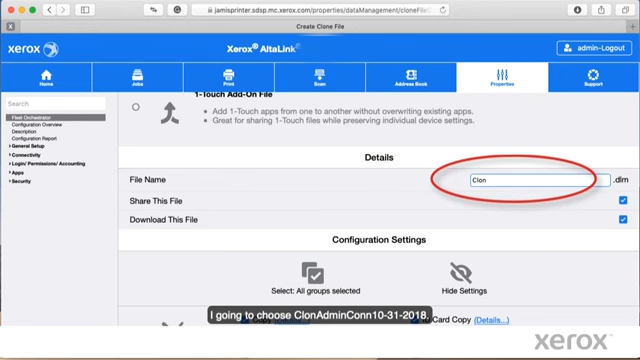 jamisprinter.sdsp.mc.xerox.com/properties/dataManagement/cloneFile
Create Clone File
xerox
Xerox® AltaLink
admin-Logout
Home
Jobs
Print
Scan
Address Book
Properties
Support
Search
Fleet Orchestrator
Configuration Overview
Description
Configuration Report
General Setup
Connectivity
Login/ Permissions/ Accounting
Apps
Security
1-Touch Add-On File
• Add 1-Touch apps from one to another without overwriting existing apps.
• Great for sharing 1-Touch files while preserving individual device settings.
Details
File Name
Clon
.dlm
Share This File
Download This File
Configuration Settings
Select: All groups selected
Hide Settings
I going to choose ClonAdminConn10-31-2018
Copy (Details...)
ID Card Copy (Details...)
xerox™